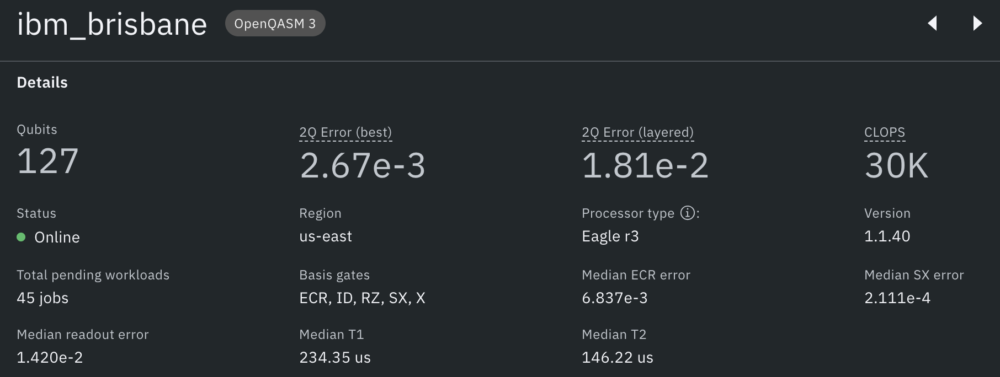 ibm_brisbane OpenQASM 3
Details
Qubits
127
2Q Error (best)
2.67e-3
2Q Error (layered)
1.81e-2
CLOPS
30K
Status
Online
Region
us-east
Processor type ⓘ:
Eagle r3
Version
1.1.40
Total pending workloads
45 jobs
Basis gates
ECR, ID, RZ, SX, X
Median ECR error
6.837e-3
Median SX error
2.111e-4
Median readout error
1.420e-2
Median T1
234.35 us
Median T2
146.22 us